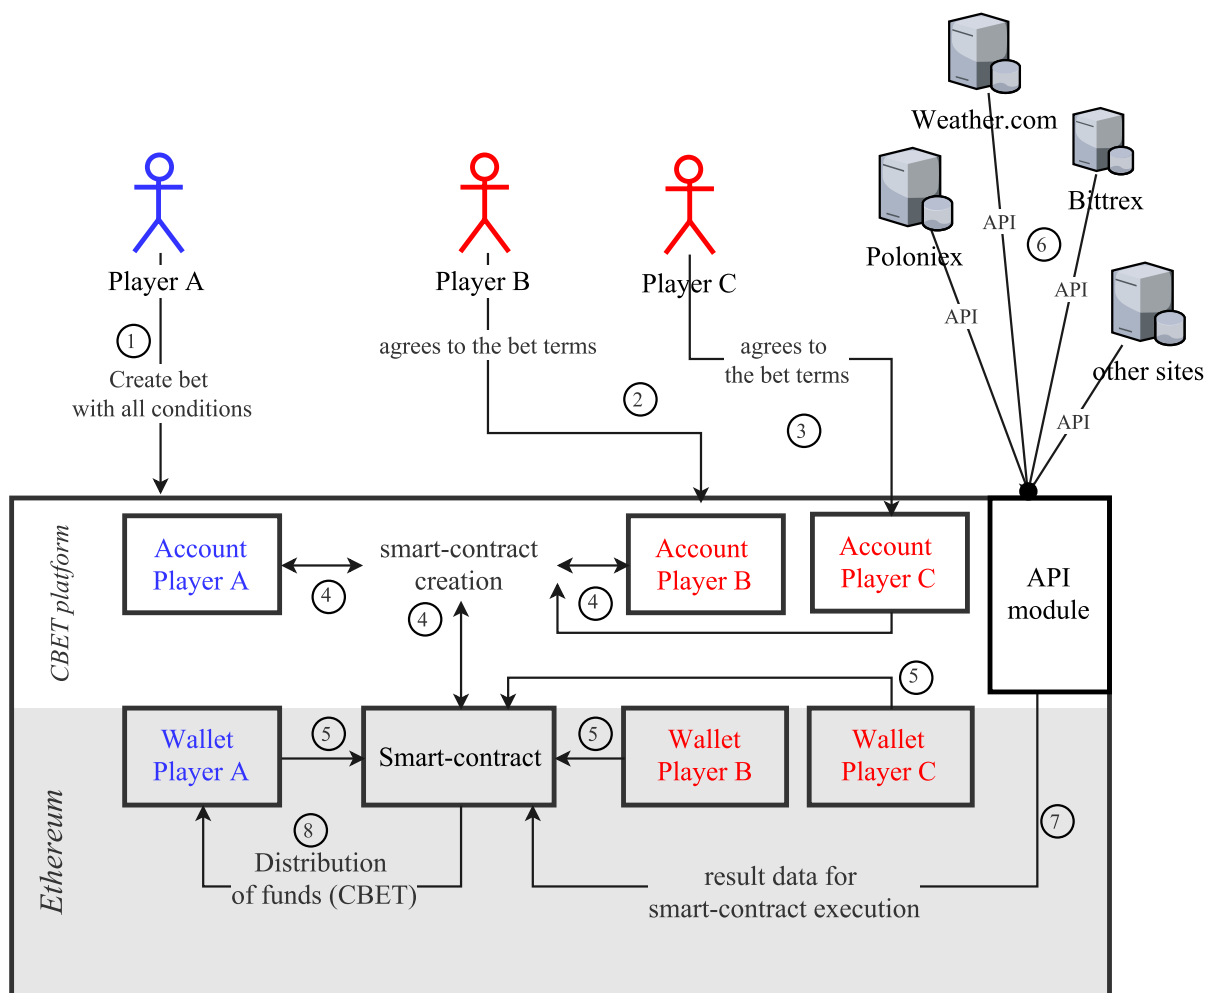 Weather.com
Bittrex
Poloniex
API
6
API
API
other sites
API
Player A
Player B
Player C
1
Create bet
with all conditions
agrees to the bet terms
2
agrees to
the bet terms
3
CBET platform
Account
Player A
4
smart-contract
creation
4
4
Account
Player B
Account
Player C
API
module
5
Ethereum
Wallet
Player A
5
Smart-contract
5
Wallet
Player B
Wallet
Player C
7
8
Distribution
of funds (CBET)
result data for
smart-contract execution